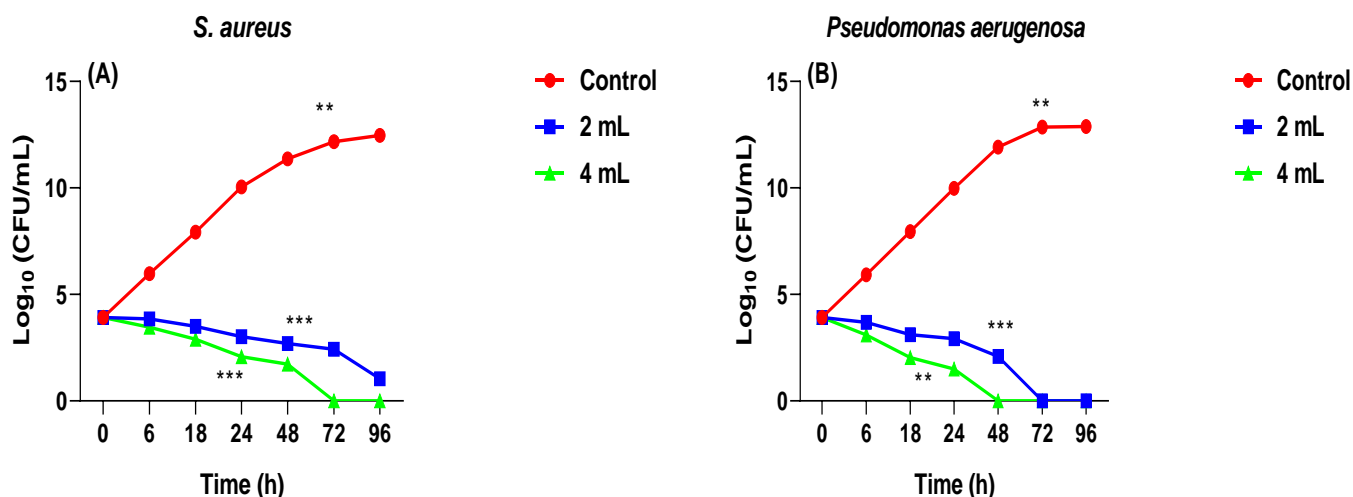 S. aureus
(A)
15
10
5
0
Log₁₀ (CFU/mL)
**
***
***
0 6 18 24 48 72 96
Time (h)
Control
2 mL
4 mL
Pseudomonas aerugenosa
(B)
15
10
5
0
Log₁₀ (CFU/mL)
**
***
**
0 6 18 24 48 72 96
Time (h)
Control
2 mL
4 mL